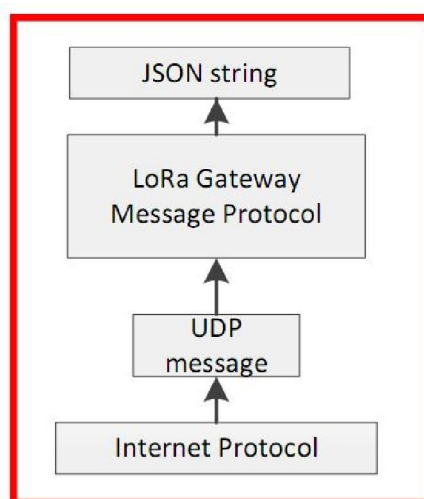 JSON string
LoRa Gateway
Message Protocol
UDP
message
Internet Protocol